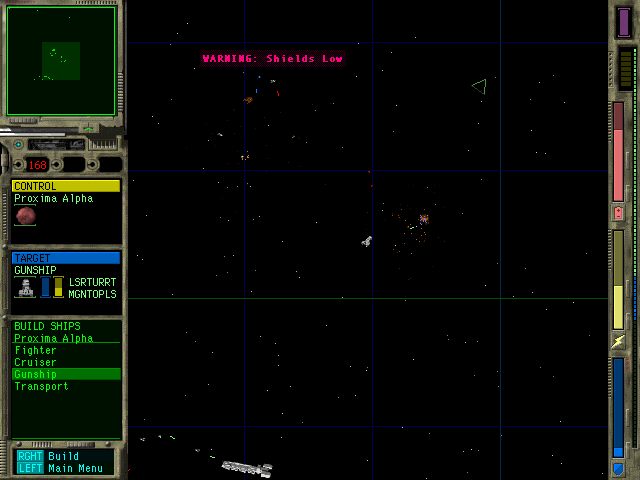 WARNING: Shields Low
168
CONTROL
Proxima Alpha
TARGET
GUNSHIP
LSRTURRT
MGNTOPLS
BUILD SHIPS
Proxima Alpha
Fighter
Cruiser
Gunship
Transport
RGHT Build
LEFT Main Menu